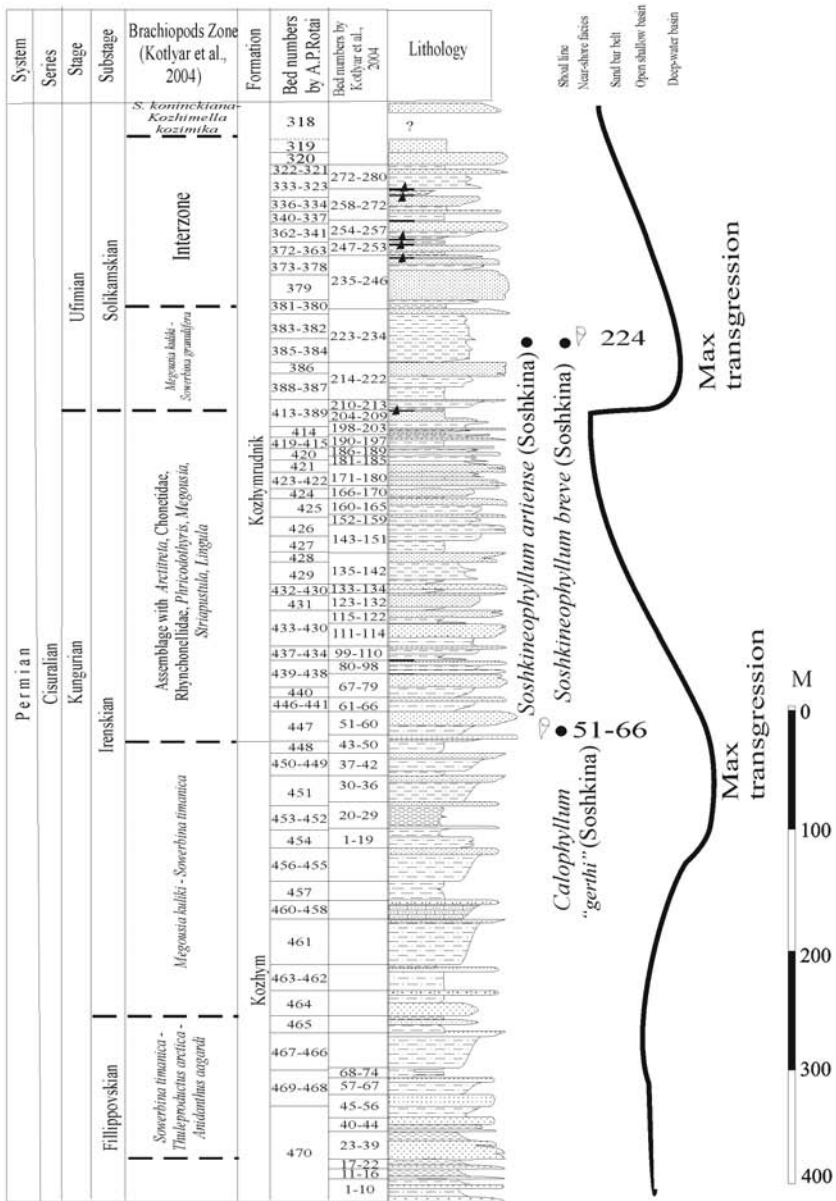 System
Series
Stage
Substage
Brachiopods Zone
(Kotlyar et al.,
2004)
Formation
Bed numbers
by A.P.Rotai
Bed numbers by
Kotlyar et al.,
2004
Lithology
Shoal line
Near-shore facies
Sand bar belt
Open shallow basin
Deep-water basin
Permian
Cisuralian
Kungurian
Ufimian
Fillippovskian
Irenskian
Solikamskian
S. koninckiana-
Kozhimella
kozimika
Interzone
Megousia kuliki -
Sowerbina granulifera
Assemblage with Arctitreta, Chonetidae,
Rhynchonellidae, Phricodothyris, Megousia,
Striapustula, Lingula
Megousia kuliki - Sowerbina timanica
Sowerbina timanica -
Thuleproductus arctica -
Anidanthus aagardi
Kozhymrudnik
Kozhym
318
319
320
322-321
333-323
336-334
340-337
362-341
372-363
373-378
379
381-380
383-382
385-384
386
388-387
413-389
414
419-415
420
421
423-422
424
425
426
427
428
429
432-430
431
433-430
437-434
439-438
440
446-441
447
448
450-449
451
453-452
454
456-455
457
460-458
461
463-462
464
465
467-466
469-468
470
272-280
258-272
254-257
247-253
235-246
223-234
214-222
210-213
204-209
198-203
190-197
186-189
181-185
171-180
166-170
160-165
152-159
143-151
135-142
133-134
123-132
115-122
111-114
99-110
80-98
67-79
61-66
51-60
43-50
37-42
30-36
20-29
1-19
68-74
57-67
45-56
40-44
23-39
17-22
11-16
1-10
?
Soshkineophyllum artiense (Soshkina)
Soshkineophyllum breve (Soshkina)
224
51-66
Calophyllum
"gerthi" (Soshkina)
Max
transgression
Max
transgression
M
0
100
200
300
400